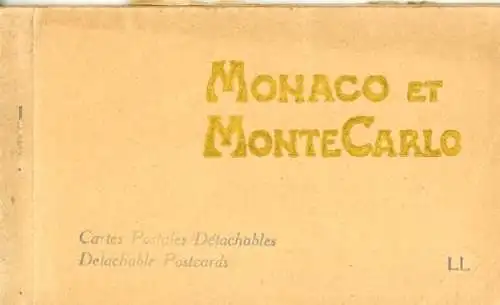 MONACO ET
MONTECARLO
Cartes Postales Détachables
Detachable Postcards
LL